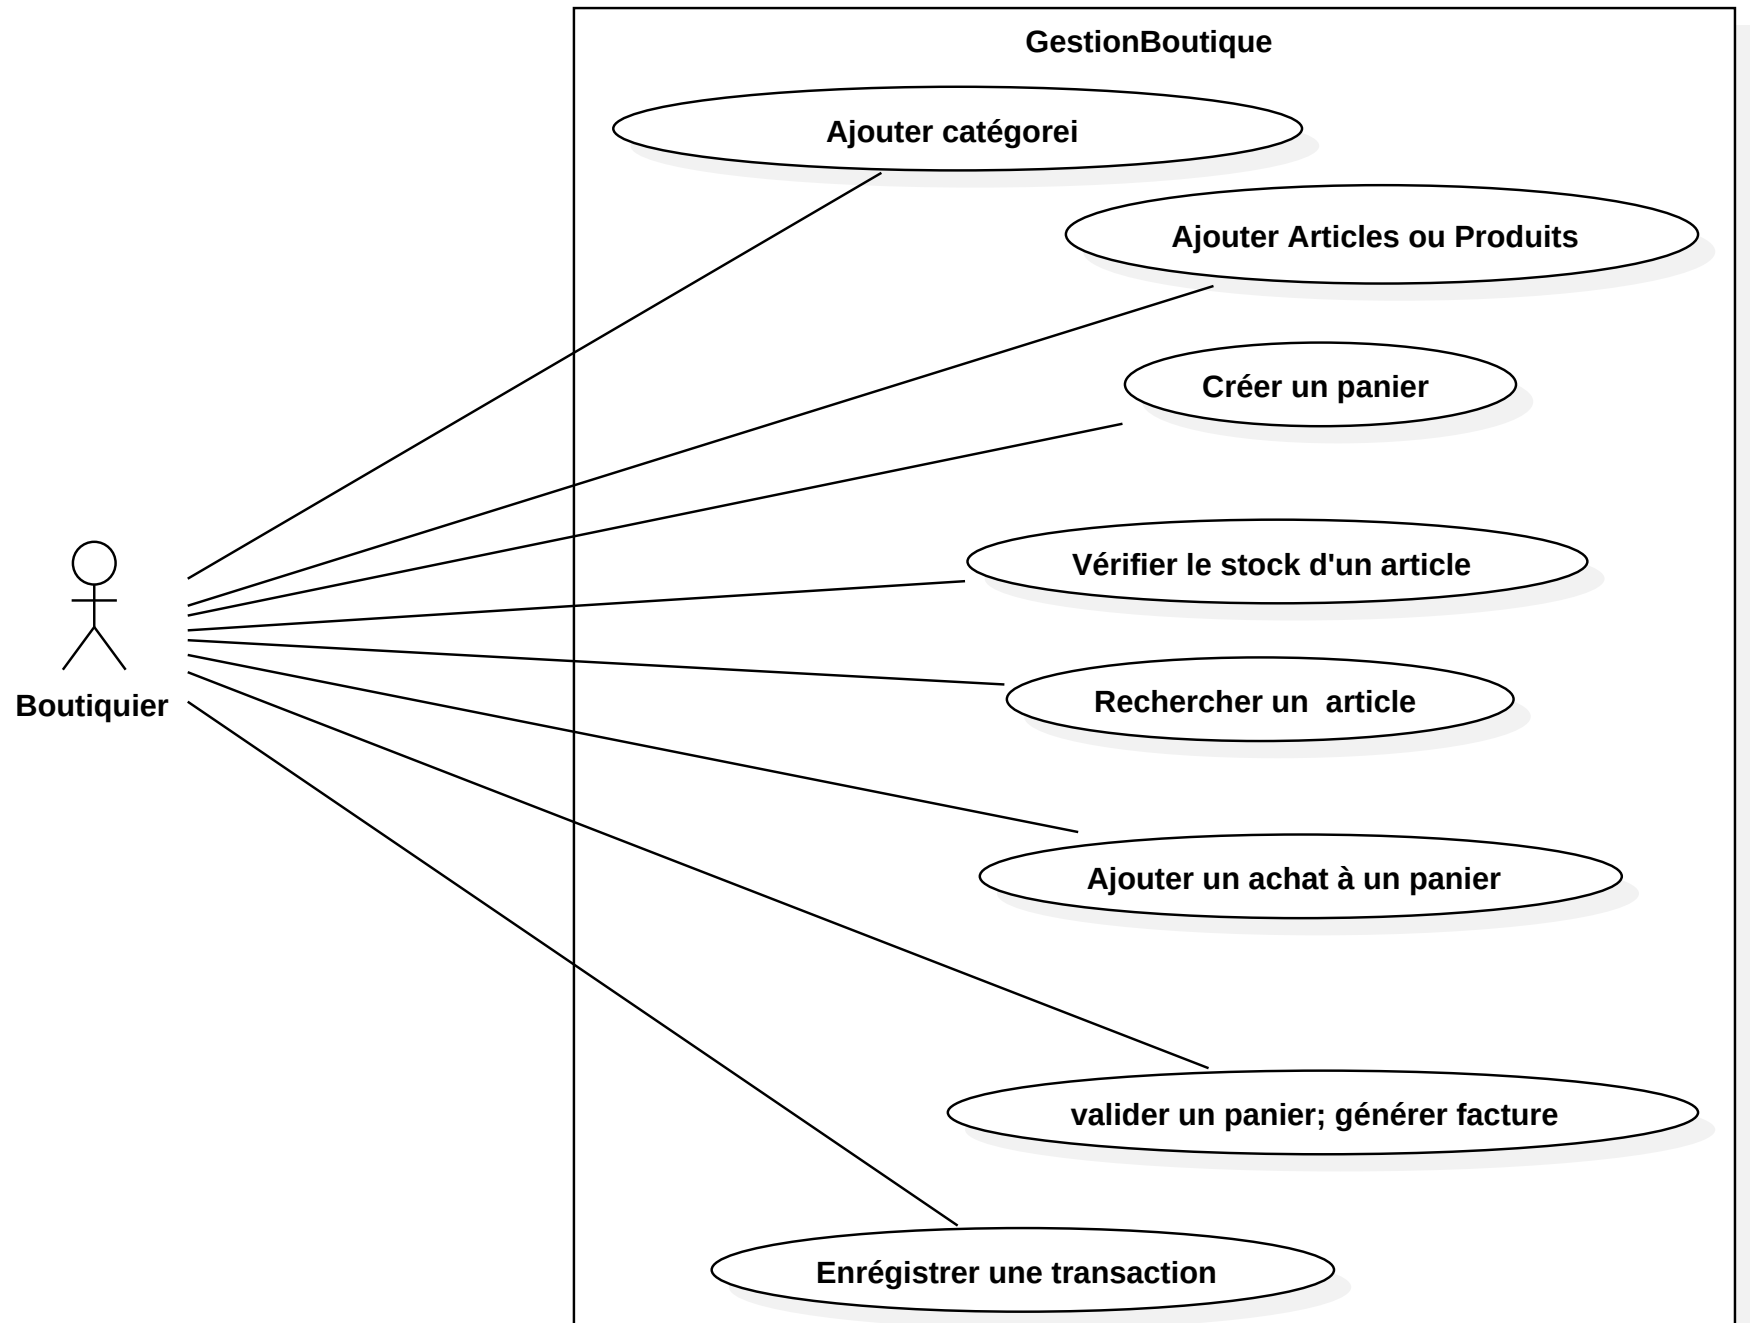 GestionBoutique
Ajouter catégorei
Ajouter Articles ou Produits
Créer un panier
Vérifier le stock d'un article
Rechercher un  article
Boutiquier
Ajouter un achat à un panier
valider un panier; générer facture
Enrégistrer une transaction